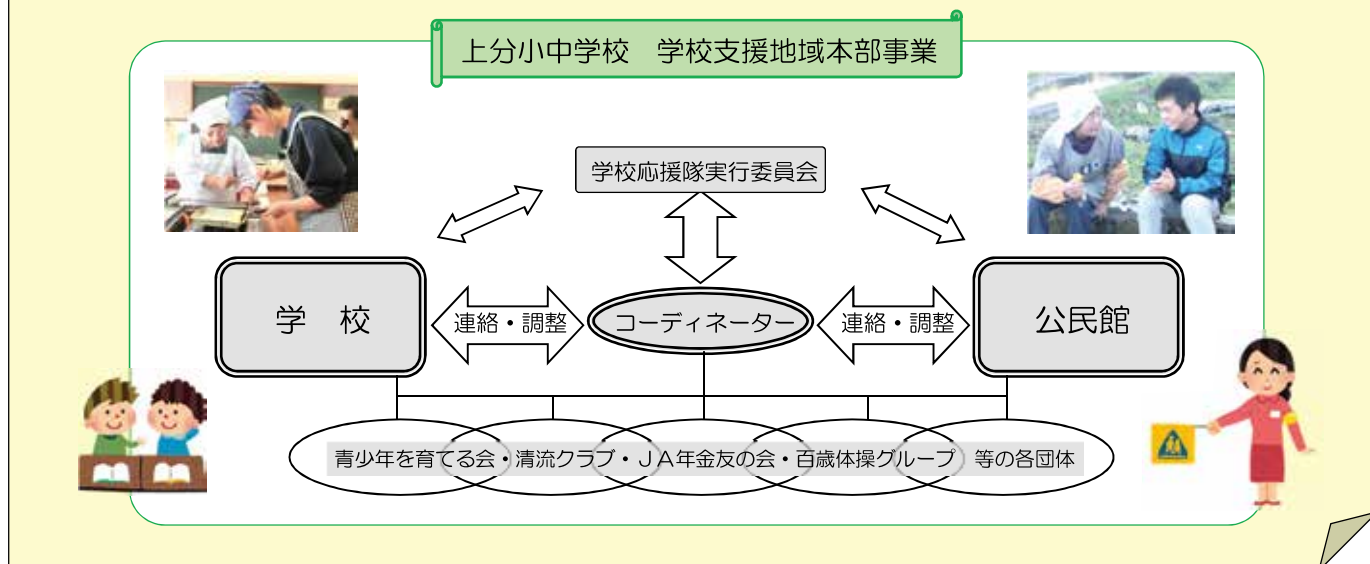 上分小中学校　学校支援地域本部事業
学校応援隊実行委員会
学　校
連絡・調整
コーディネーター
連絡・調整
公民館
青少年を育てる会・清流クラブ・ＪＡ年金友の会・百歳体操グループ　等の各団体